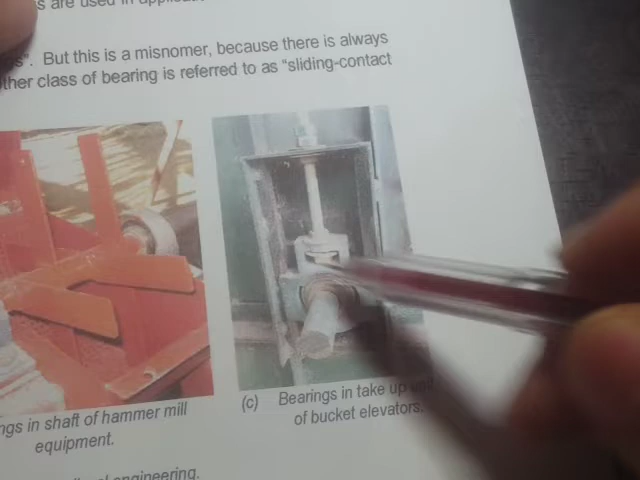 are used in
. But this is a misnomer, because there is always
ther class of bearing is referred to as "sliding-contact
ngs in shaft of hammer mill
equipment.
(c) Bearings in take up
of bucket elevators.
engineering.